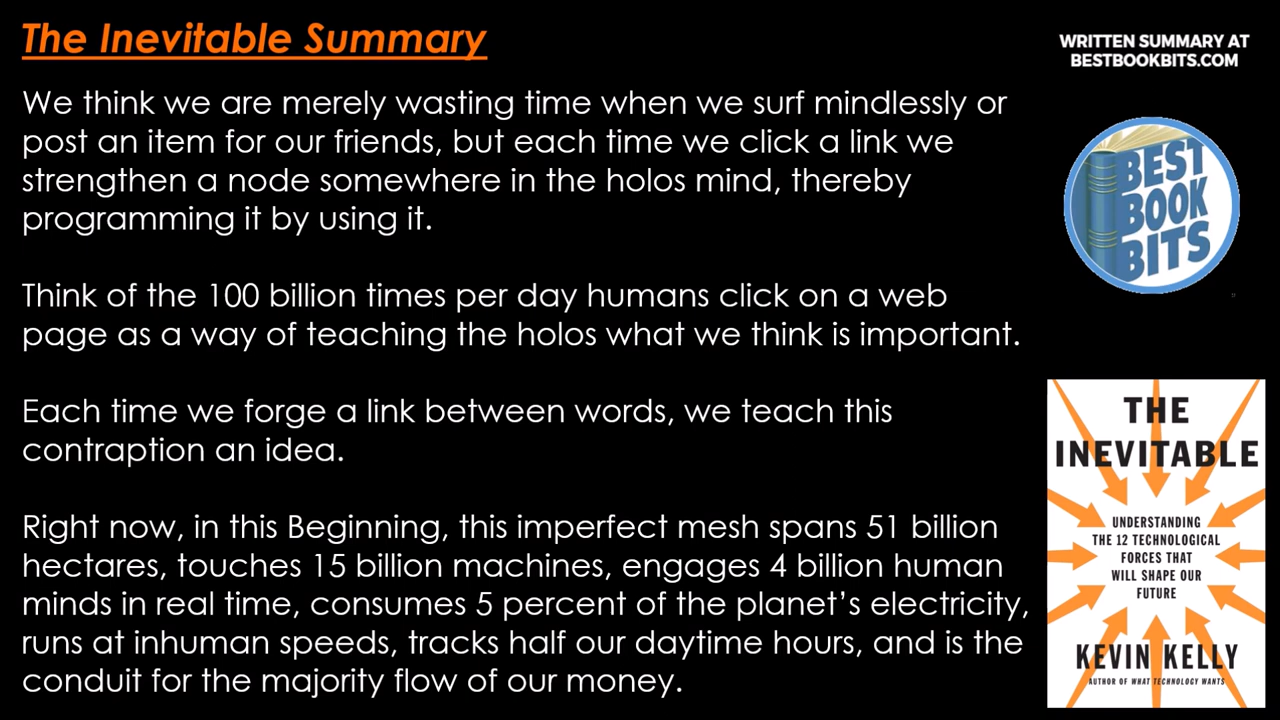 The Inevitable Summary
We think we are merely wasting time when we surf mindlessly or
post an item for our friends, but each time we click a link we
strengthen a node somewhere in the holos mind, thereby
programming it by using it.
Think of the 100 billion times per day humans click on a web
page as a way of teaching the holos what we think is important.
Each time we forge a link between words, we teach this
contraption an idea.
Right now, in this Beginning, this imperfect mesh spans 51 billion
hectares, touches 15 billion machines, engages 4 billion human
minds in real time, consumes 5 percent of the planet's electricity,
runs at inhuman speeds, tracks half our daytime hours, and is the
conduit for the majority flow of our money.
WRITTEN SUMMARY AT
BESTBOOKBITS.COM
BEST
BOOK
BITS
THE
INEVITABLE
UNDERSTANDING
THE 12 TECHNOLOGICAL
FORCES THAT
WILL SHAPE OUR
FUTURE
KEVIN KELLY
AUTHOR OF WHAT TECHNOLOGY WANTS